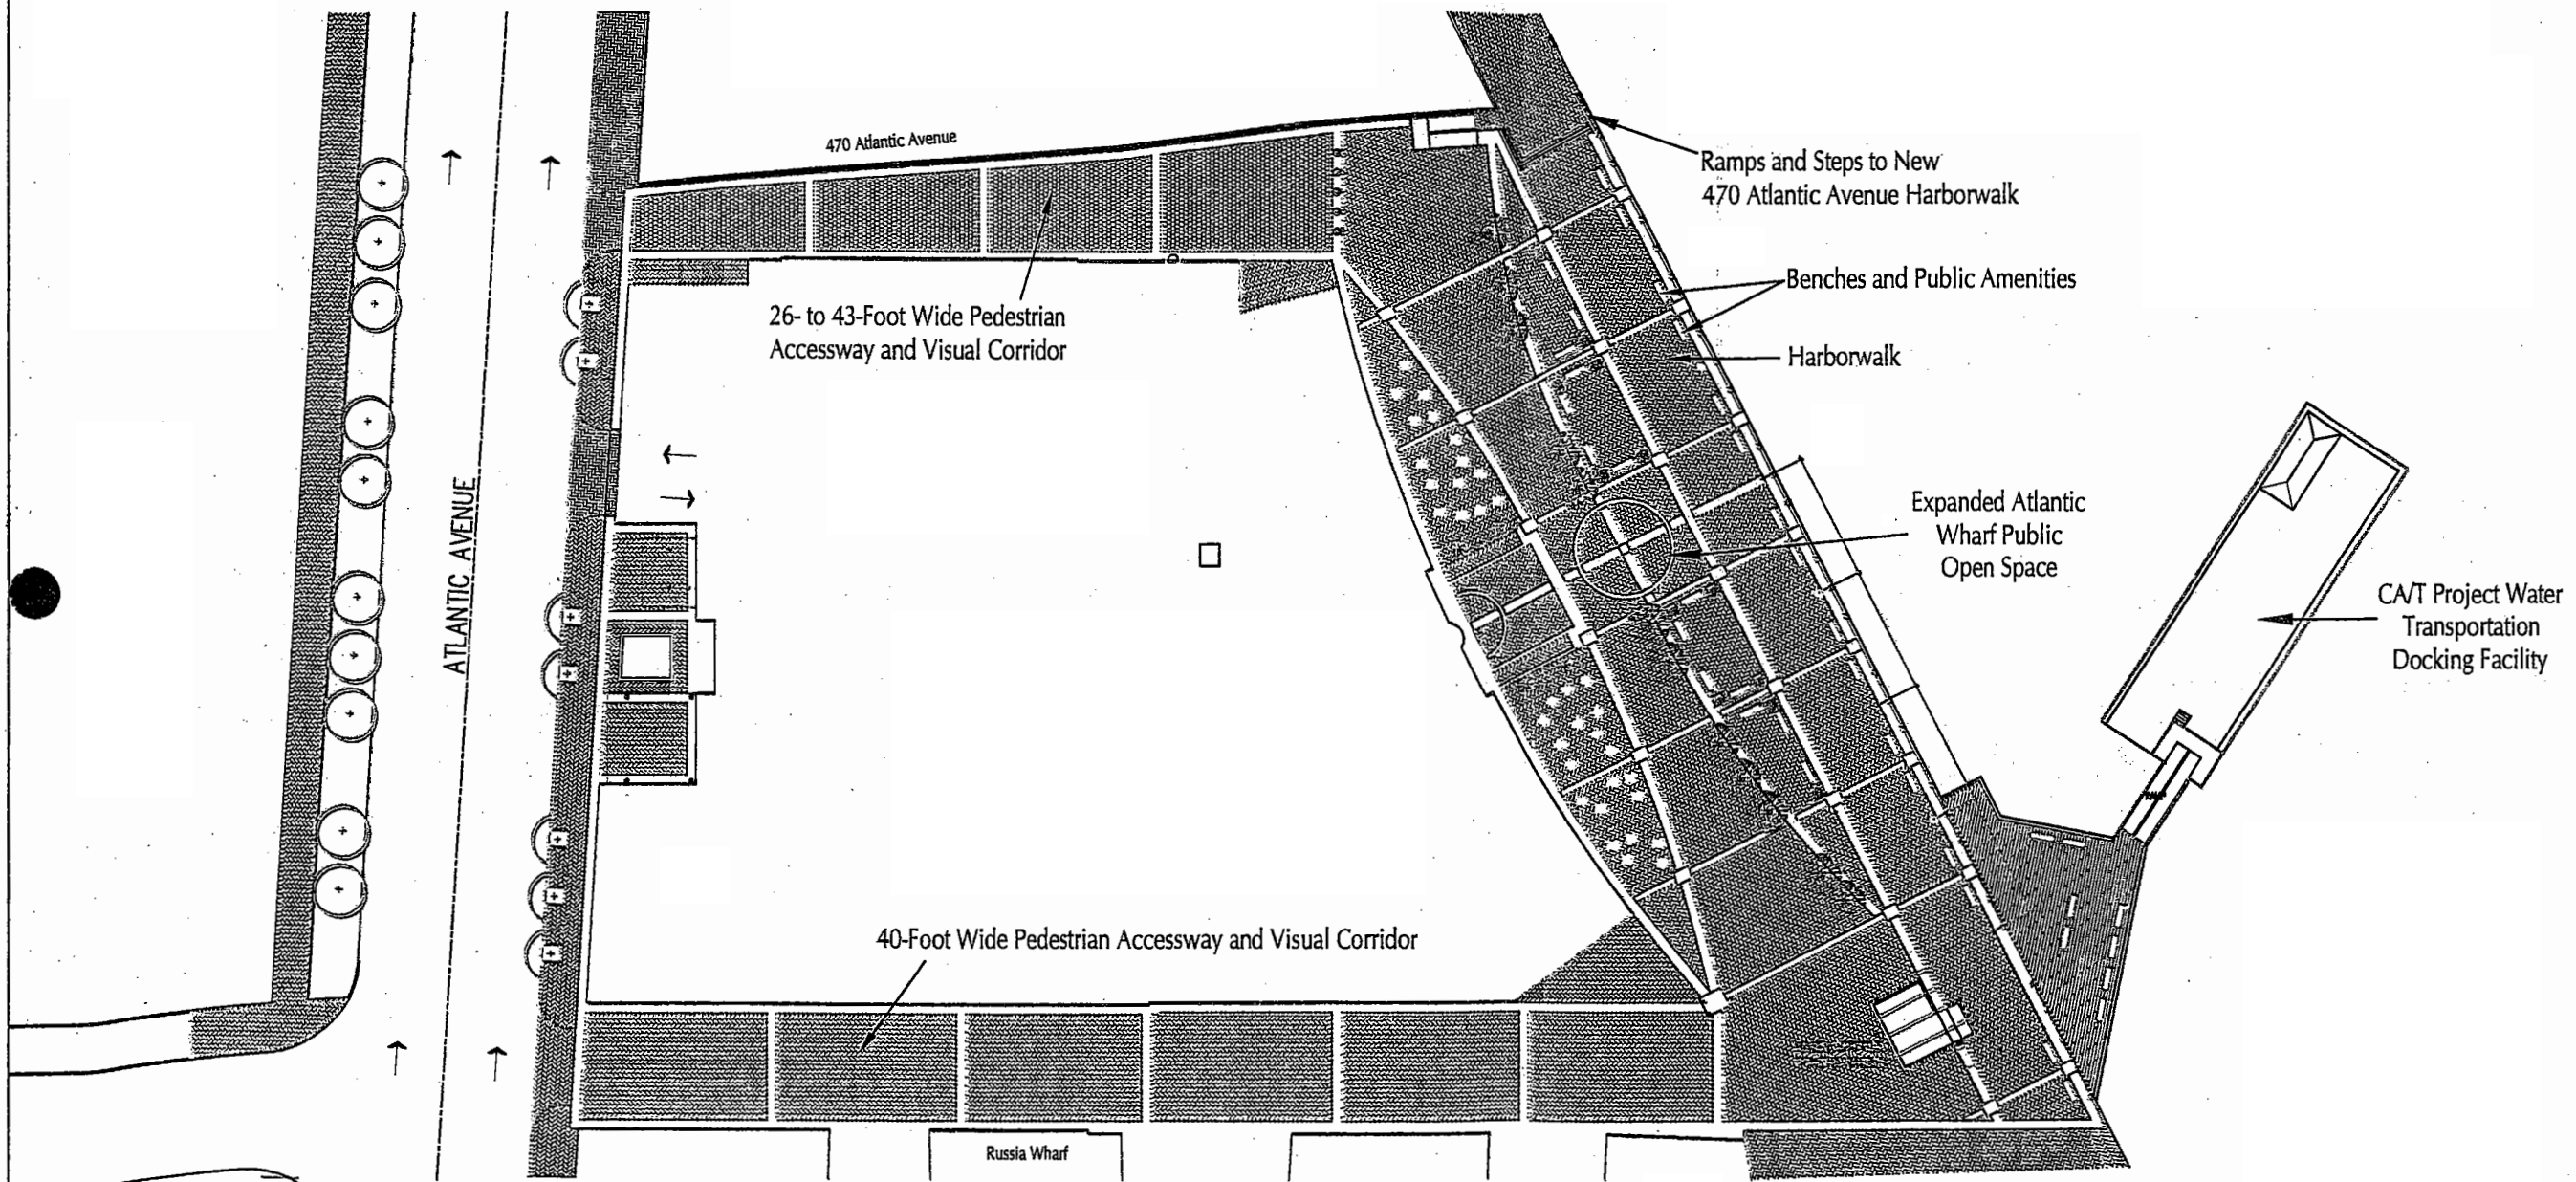 470 Atlantic Avenue
Ramps and Steps to New
470 Atlantic Avenue Harborwalk
Benches and Public Amenities
26- to 43-Foot Wide Pedestrian
Accessway and Visual Corridor
Harborwalk
ATLANTIC AVENUE
Expanded Atlantic
Wharf Public
Open Space
CA/T Project Water
Transportation
Docking Facility
40-Foot Wide Pedestrian Accessway and Visual Corridor
Russia Wharf